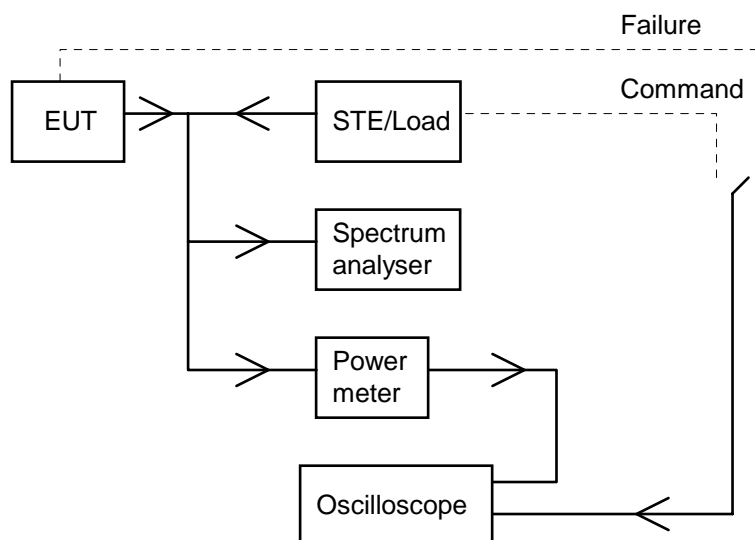 Failure
EUT
STE/Load
Command
Spectrum
analyser
Power
meter
Oscilloscope